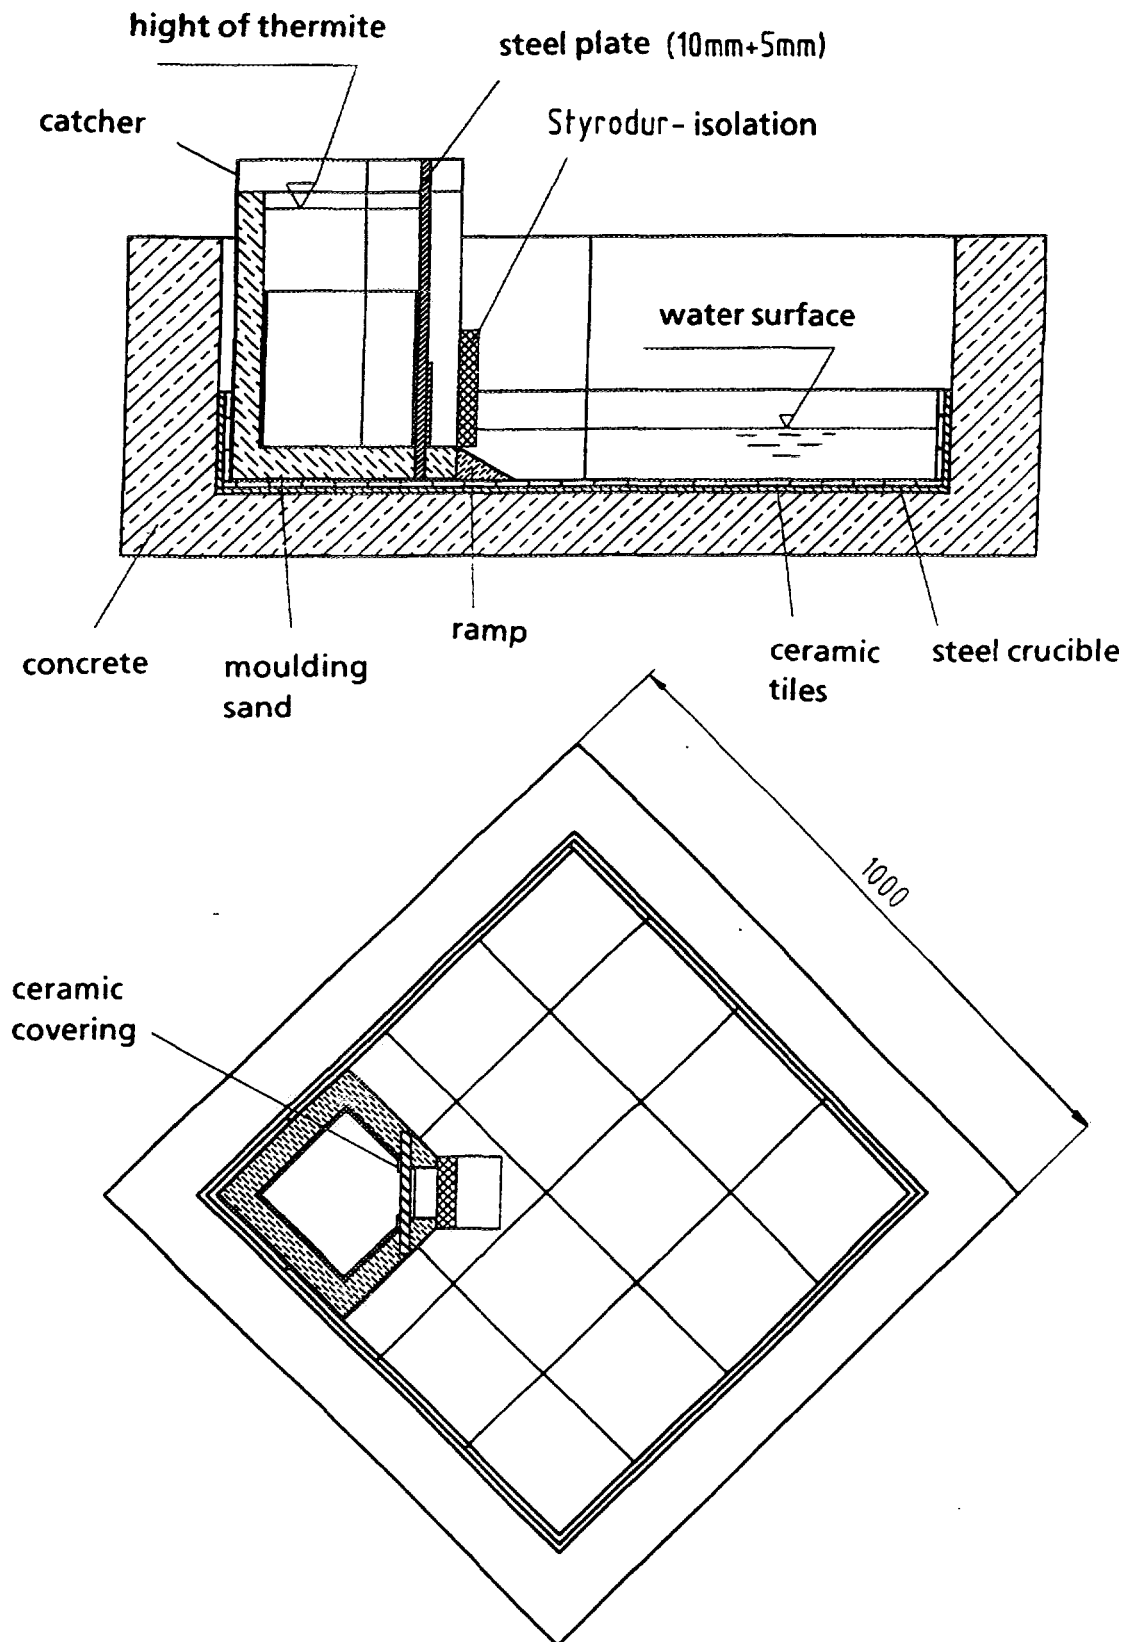 hight of thermite
steel plate (10mm+5mm)
catcher
Styrodur- isolation
water surface
ramp
concrete
moulding
sand
ceramic
tiles
steel crucible
1000
ceramic
covering